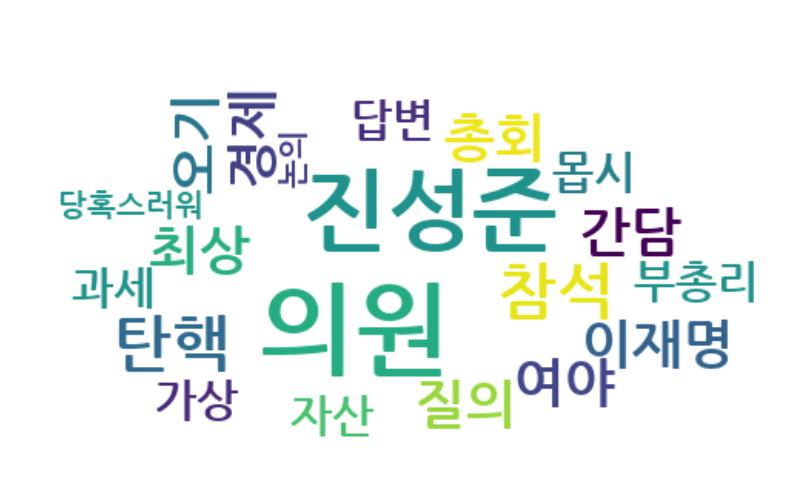 오기
경제
논의
답변
총회
몹시
당혹스러워
진성준
간담
최상
과세
참석
부총리
의원
탄핵
이재명
가상
자산
질의
여야